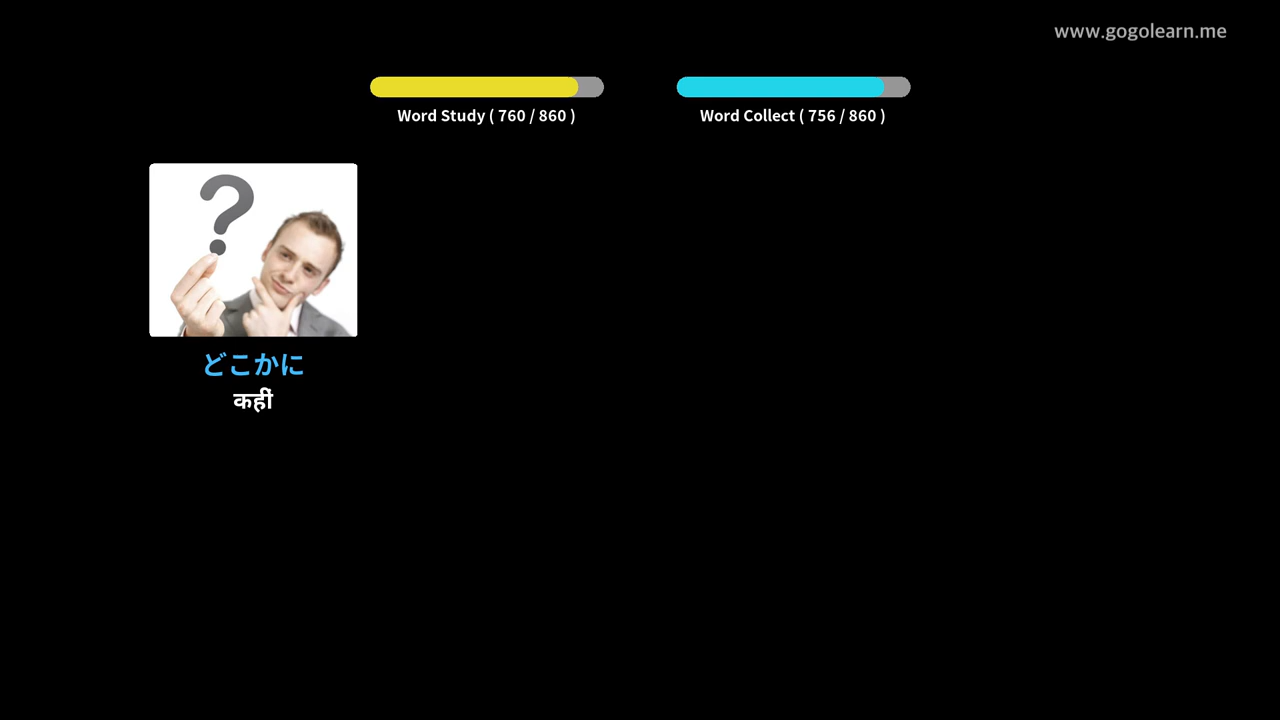 www.gogolearn.me
Word Study ( 760 / 860 )
Word Collect ( 756 / 860 )
?
どこかに
कहीं